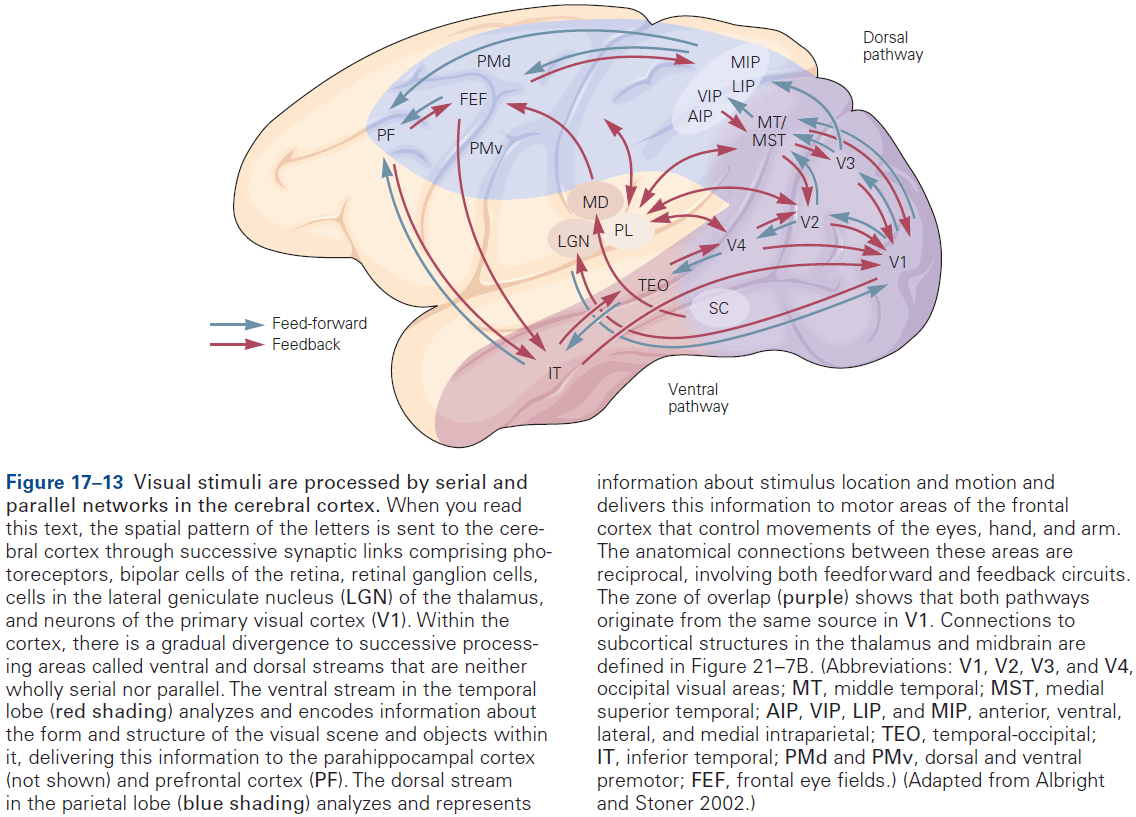 Dorsal
pathway
PMd
MIP
LIP
VIP
AIP
FEF
MT/
MST
PF
PMv
V3
MD
PL
V2
LGN
V4
V1
TEO
SC
Feed-forward
Feedback
IT
Ventral
pathway
Figure 17–13 Visual stimuli are processed by serial and
parallel networks in the cerebral cortex. When you read
this text, the spatial pattern of the letters is sent to the cere-
bral cortex through successive synaptic links comprising pho-
toreceptors, bipolar cells of the retina, retinal ganglion cells,
cells in the lateral geniculate nucleus (LGN) of the thalamus,
and neurons of the primary visual cortex (V1). Within the
cortex, there is a gradual divergence to successive process-
ing areas called ventral and dorsal streams that are neither
wholly serial nor parallel. The ventral stream in the temporal
lobe (red shading) analyzes and encodes information about
the form and structure of the visual scene and objects within
it, delivering this information to the parahippocampal cortex
(not shown) and prefrontal cortex (PF). The dorsal stream
in the parietal lobe (blue shading) analyzes and represents
information about stimulus location and motion and
delivers this information to motor areas of the frontal
cortex that control movements of the eyes, hand, and arm.
The anatomical connections between these areas are
reciprocal, involving both feedforward and feedback circuits.
The zone of overlap (purple) shows that both pathways
originate from the same source in V1. Connections to
subcortical structures in the thalamus and midbrain are
defined in Figure 21–7B. (Abbreviations: V1, V2, V3, and V4,
occipital visual areas; MT, middle temporal; MST, medial
superior temporal; AIP, VIP, LIP, and MIP, anterior, ventral,
lateral, and medial intraparietal; TEO, temporal-occipital;
IT, inferior temporal; PMd and PMv, dorsal and ventral
premotor; FEF, frontal eye fields.) (Adapted from Albright
and Stoner 2002.)